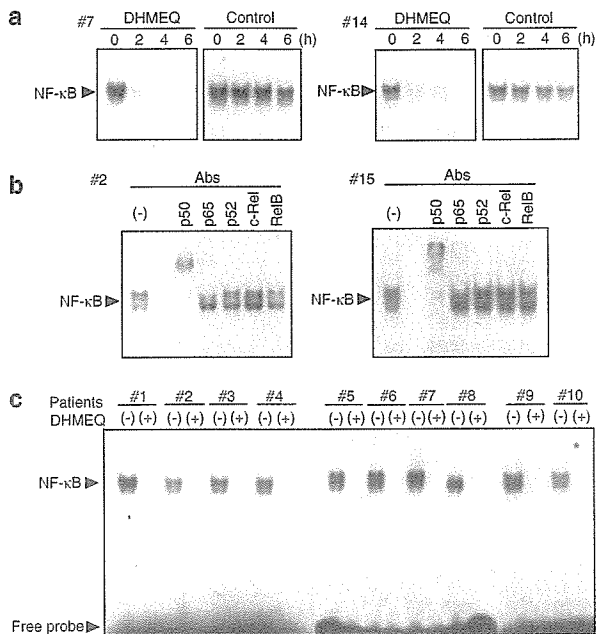 a
#7 DHMEQ Control
0 2 4 6 0 2 4 6 (h)
NF-κB
#14 DHMEQ Control
0 2 4 6 0 2 4 6 (h)
NF-κB
b
#2 Abs
(-) p50 p65 p52 c-Rel RelB
NF-κB
#15 Abs
(-) p50 p65 p52 c-Rel RelB
NF-κB
c
Patients #1 #2 #3 #4 #5 #6 #7 #8 #9 #10
DHMEQ (-) (+) (-) (+) (-) (+) (-) (+) (-) (+) (-) (+) (-) (+) (-) (+) (-) (+) (-) (+)
NF-κB
Free probe